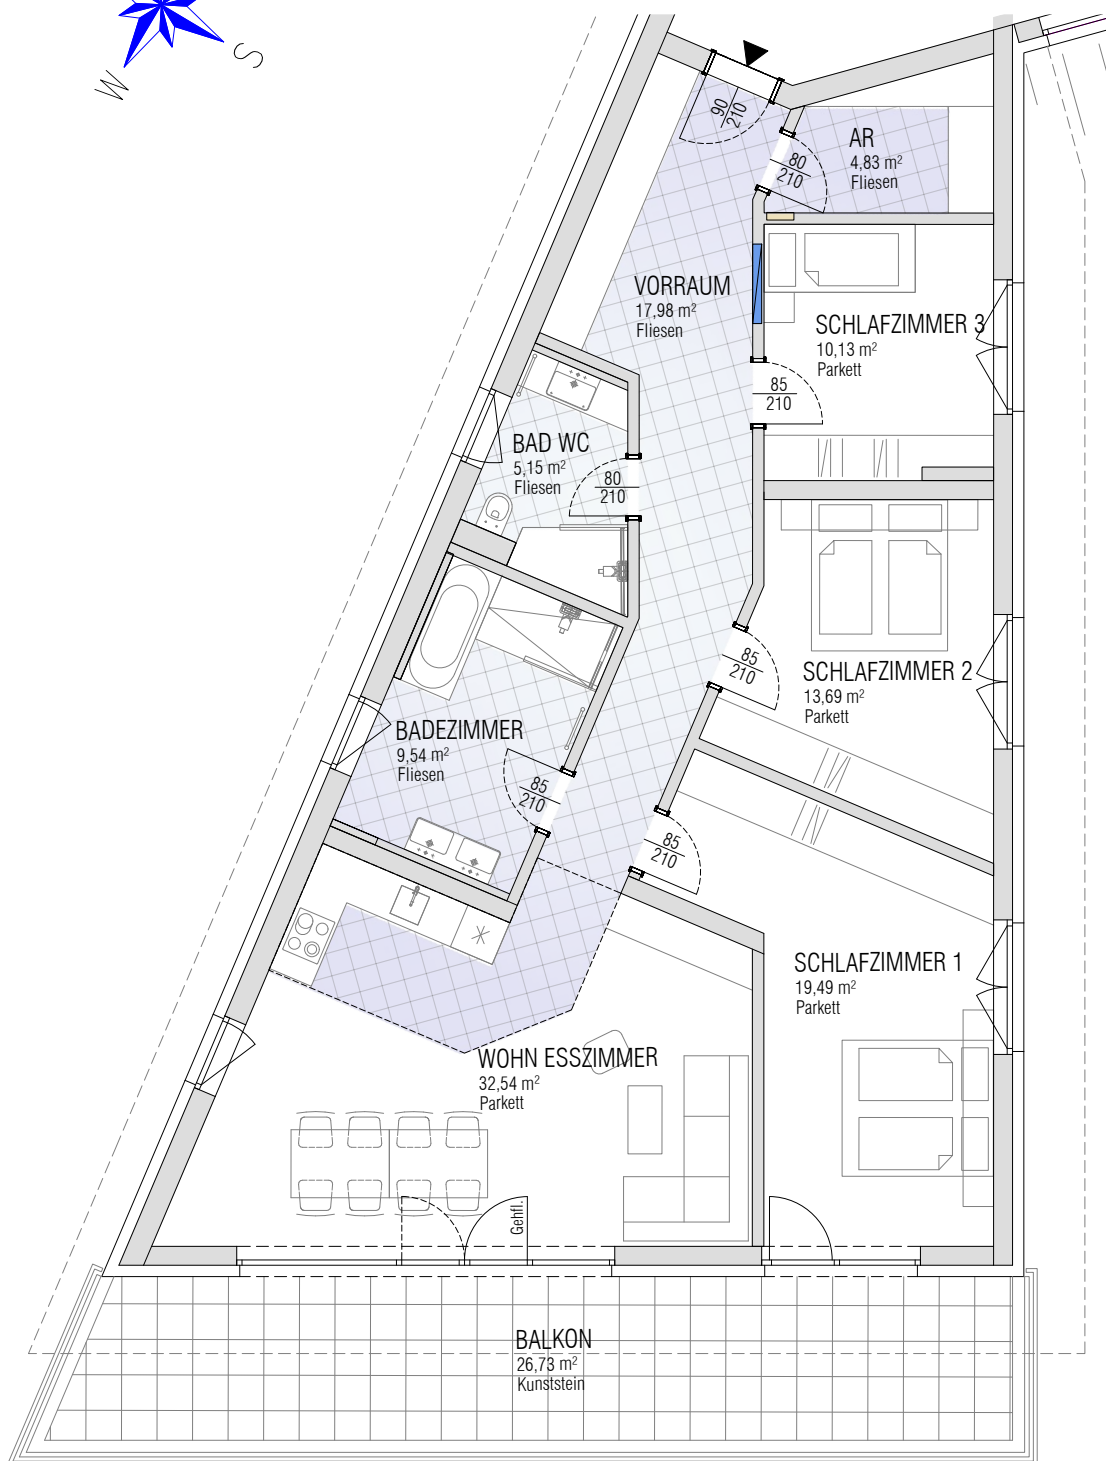 S
W
90
210
AR
4,83 m²
Fliesen
80
210
VORRAUM
17,98 m²
Fliesen
SCHLAFZIMMER 3
10,13 m²
Parkett
85
210
BAD WC
5,15 m²
Fliesen
80
210
85
210
SCHLAFZIMMER 2
13,69 m²
Parkett
BADEZIMMER
9,54 m²
Fliesen
85
210
85
210
SCHLAFZIMMER 1
19,49 m²
Parkett
WOHN ESSZIMMER
32,54 m²
Parkett
Gehfl.
BALKON
26,73 m²
Kunststein